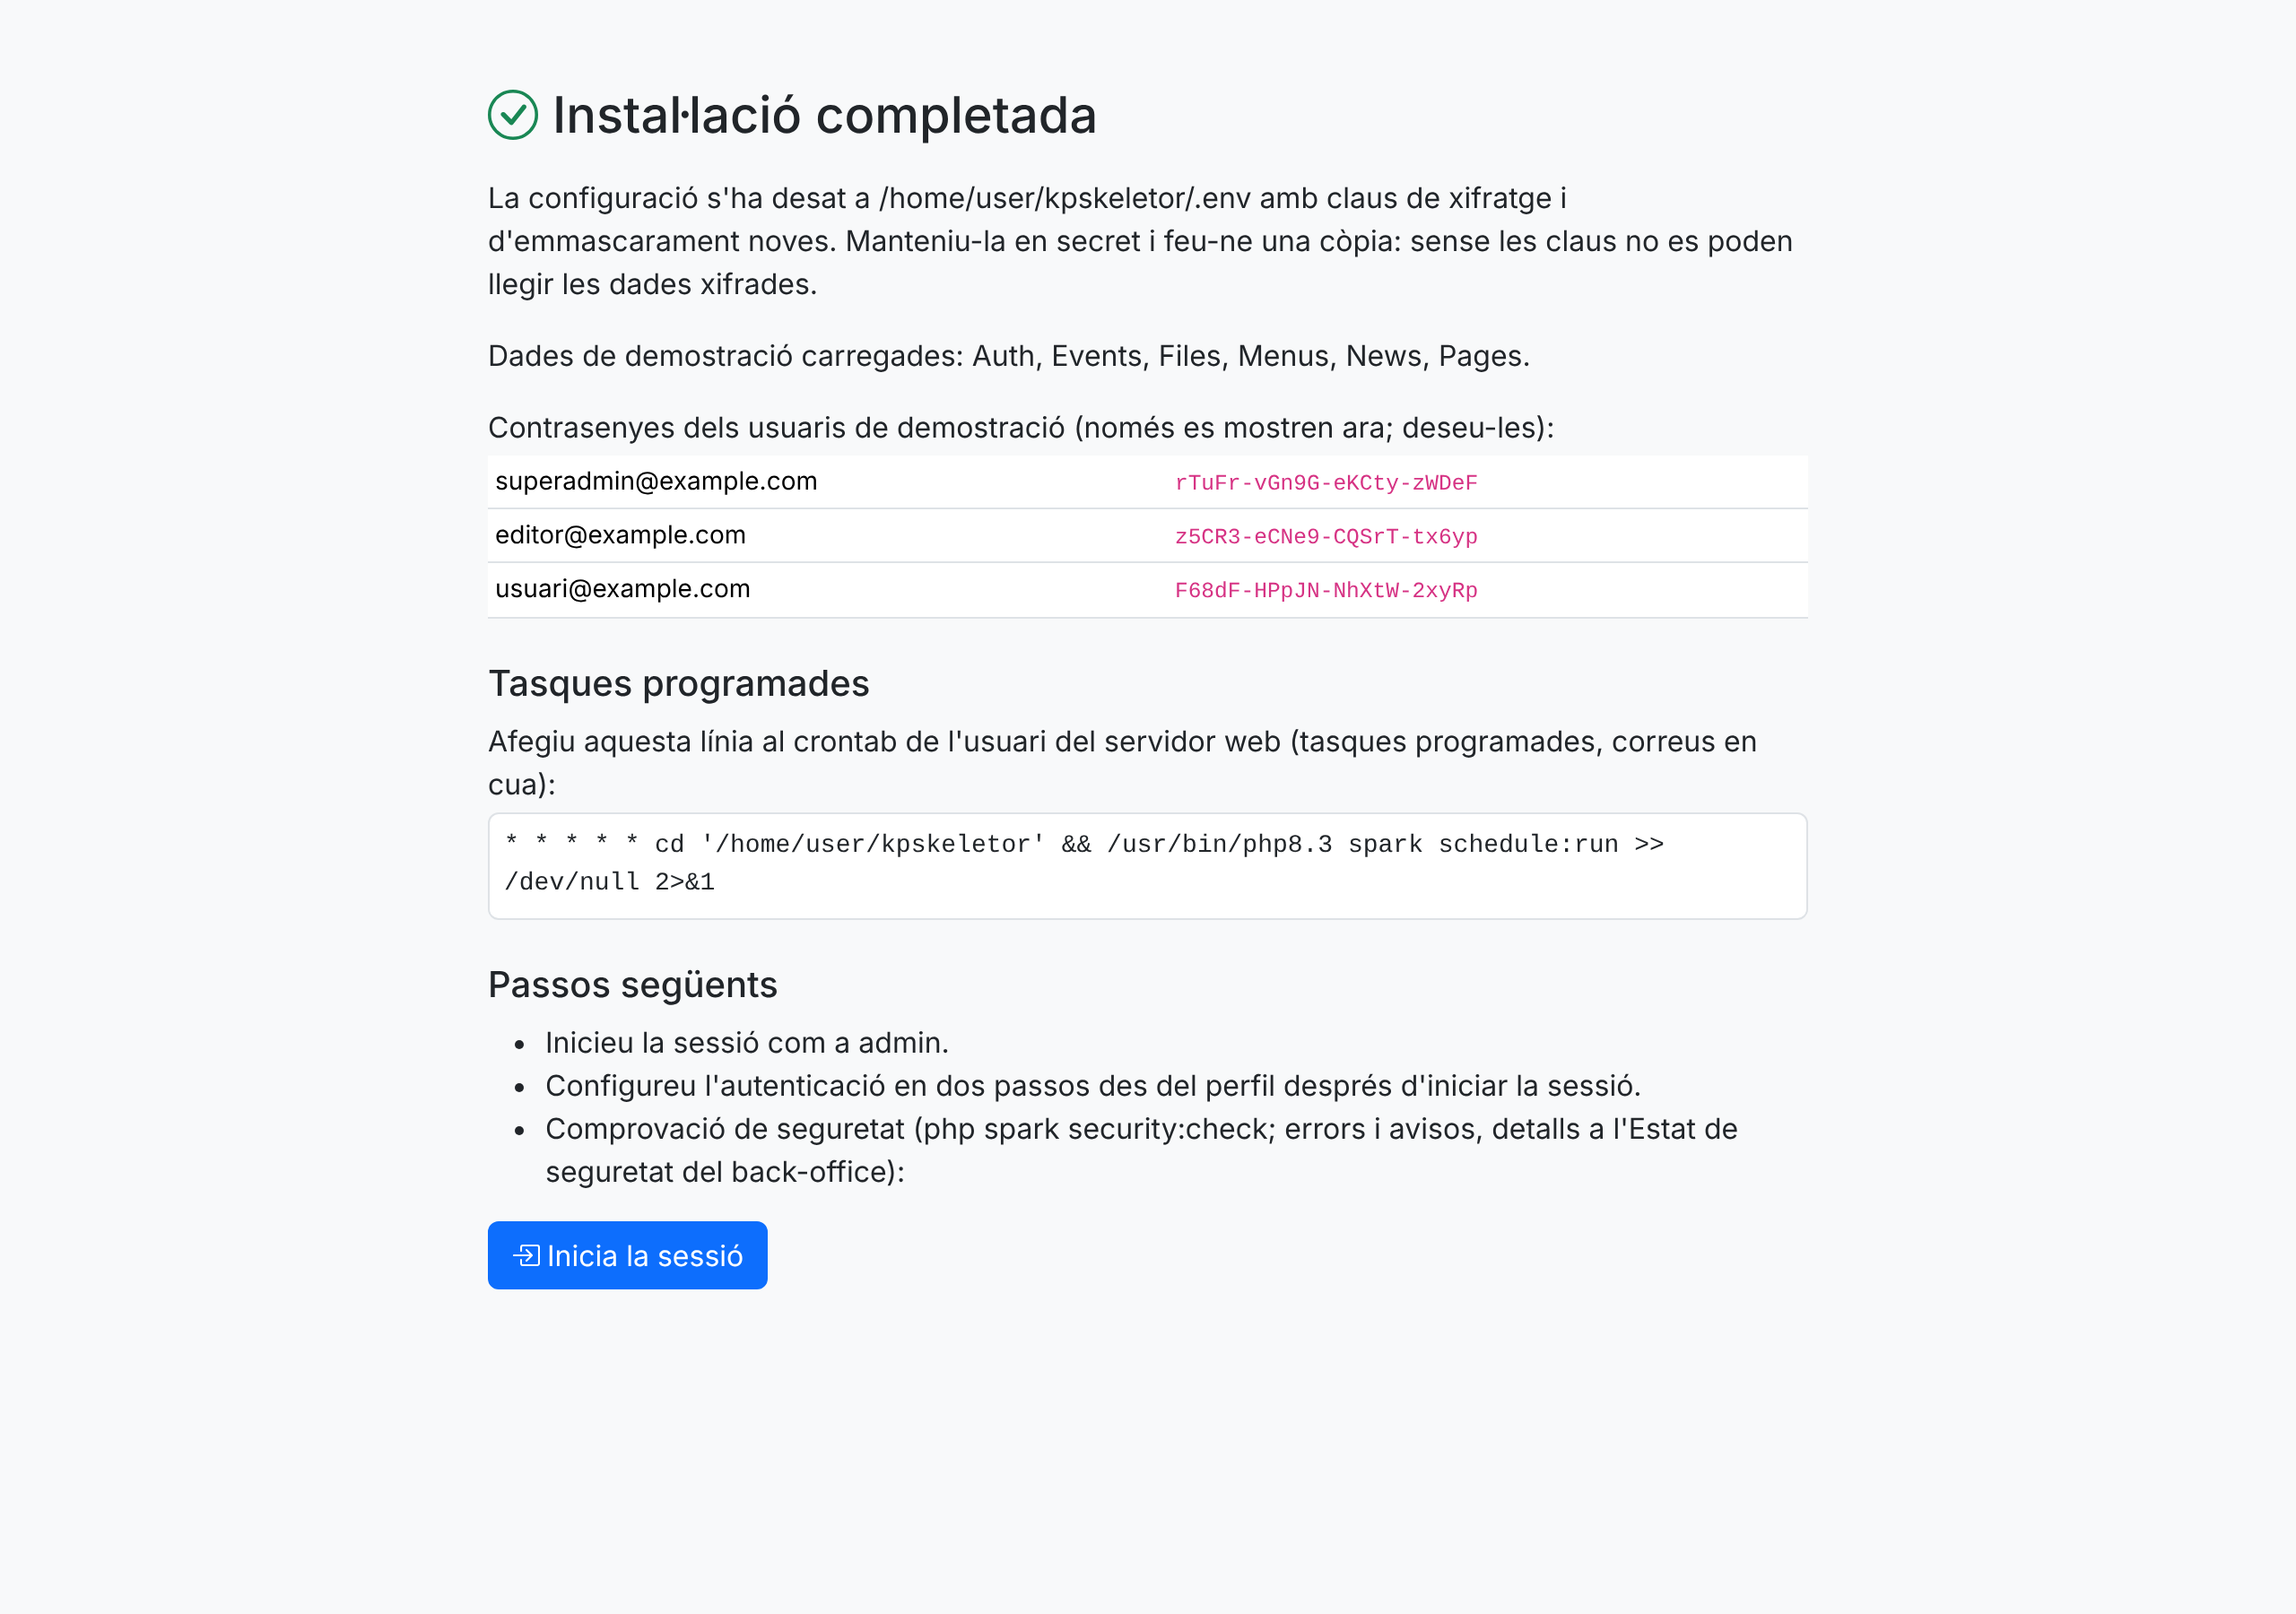 Instal·lació completada
La configuració s'ha desat a /home/user/kpskeletor/.env amb claus de xifratge i
d'emmascarament noves. Manteniu-la en secret i feu-ne una còpia: sense les claus no es poden
llegir les dades xifrades.
Dades de demostració carregades: Auth, Events, Files, Menus, News, Pages.
Contrasenyes dels usuaris de demostració (només es mostren ara; deseu-les):
superadmin@example.com rTuFr-vGn9G-eKCty-zWDeF
editor@example.com z5CR3-eCNe9-CQSrT-tx6yp
usuari@example.com F68dF-HPpJN-NhXtW-2xyRp
Tasques programades
Afegiu aquesta línia al crontab de l'usuari del servidor web (tasques programades, correus en
cua):
* * * * * cd '/home/user/kpskeletor' && /usr/bin/php8.3 spark schedule:run >>
/dev/null 2>&1
Passos següents
• Inicieu la sessió com a admin.
• Configureu l'autenticació en dos passos des del perfil després d'iniciar la sessió.
• Comprovació de seguretat (php spark security:check; errors i avisos, detalls a l'Estat de
seguretat del back-office):
Inicia la sessió